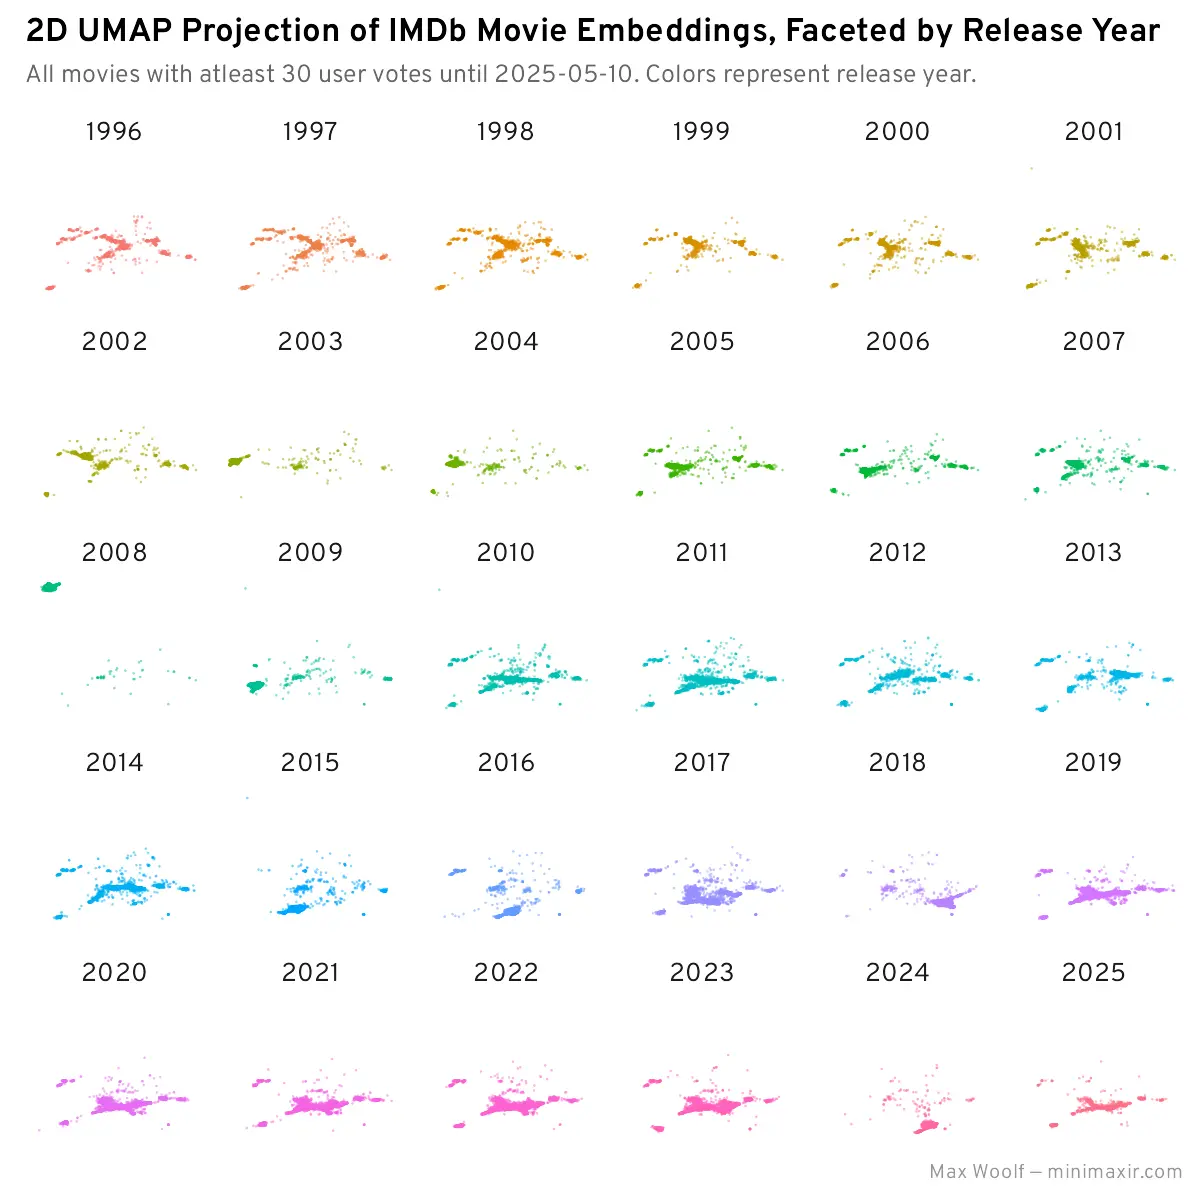 2D UMAP Projection of IMDb Movie Embeddings, Faceted by Release Year
All movies with atleast 30 user votes until 2025-05-10. Colors represent release year.
1996 1997 1998 1999 2000 2001
2002 2003 2004 2005 2006 2007
2008 2009 2010 2011 2012 2013
2014 2015 2016 2017 2018 2019
2020 2021 2022 2023 2024 2025
Max Woolf — minimaxir.com